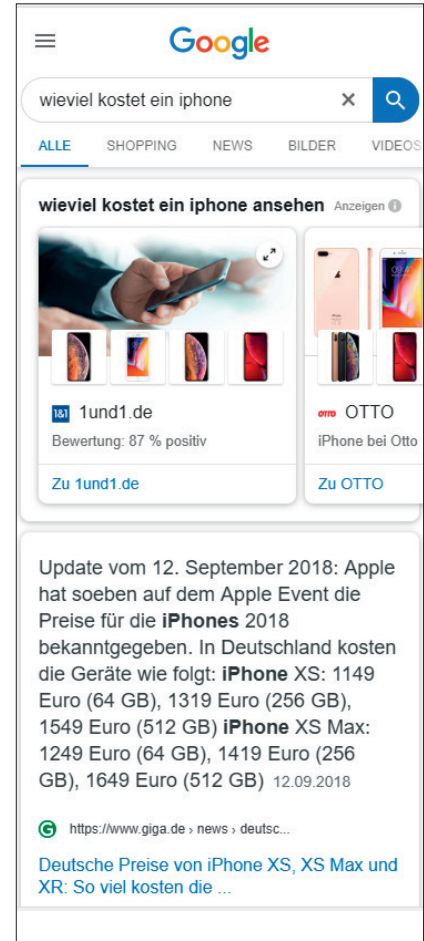 Google
wieviel kostet ein iphone
ALLE SHOPPING NEWS BILDER VIDEOS
wieviel kostet ein iphone ansehen Anzeigen
1&1 1und1.de
Bewertung: 87 % positiv
Zu 1und1.de
OTTO OTTO
iPhone bei Otto
Zu OTTO
Update vom 12. September 2018: Apple
hat soeben auf dem Apple Event die
Preise für die iPhones 2018
bekanntgegeben. In Deutschland kosten
die Geräte wie folgt: iPhone XS: 1149
Euro (64 GB), 1319 Euro (256 GB),
1549 Euro (512 GB) iPhone XS Max:
1249 Euro (64 GB), 1419 Euro (256
GB), 1649 Euro (512 GB) 12.09.2018
https://www.giga.de › news › deutsc...
Deutsche Preise von iPhone XS, XS Max und
XR: So viel kosten die ...